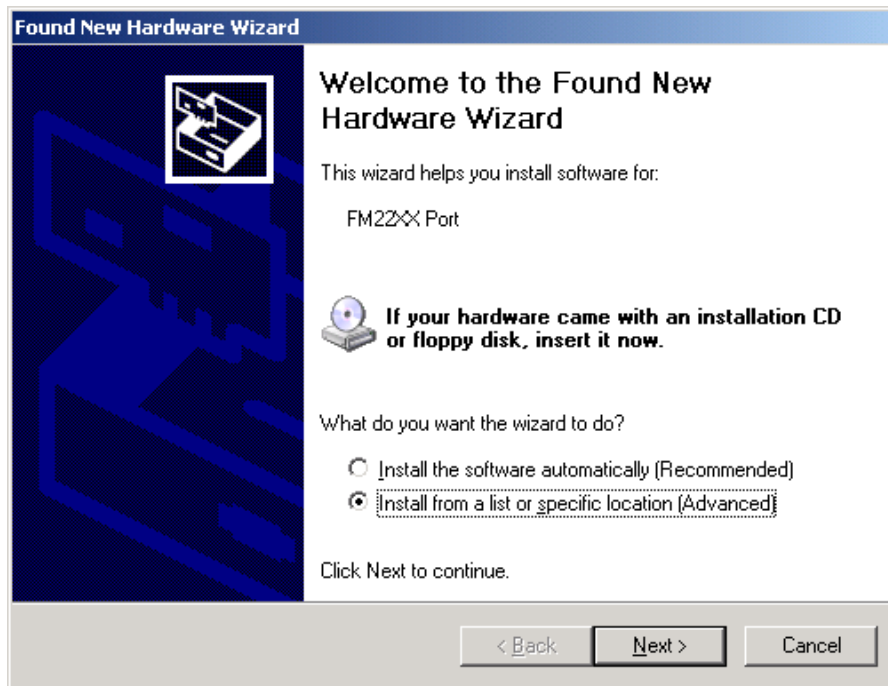 Found New Hardware Wizard
Welcome to the Found New
Hardware Wizard
This wizard helps you install software for:
FM22XX Port
If your hardware came with an installation CD
or floppy disk, insert it now.
What do you want the wizard to do?
Install the software automatically (Recommended)
Install from a list or specific location (Advanced)
Click Next to continue.
< Back Next > Cancel